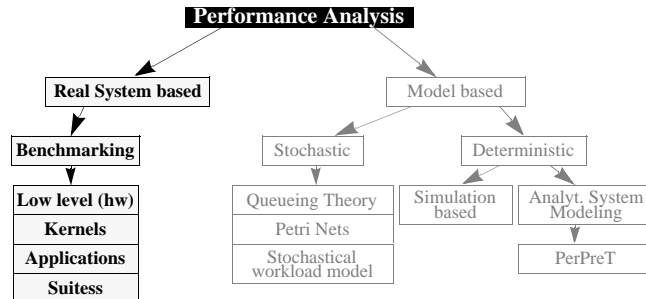 Performance Analysis
Real System based
Model based
Benchmarking
Stochastic
Deterministic
Low level (hw)
Kernels
Applications
Suitess
Queueing Theory
Petri Nets
Stochastical
workload model
Simulation
based
Analyt. System
Modeling
PerPreT